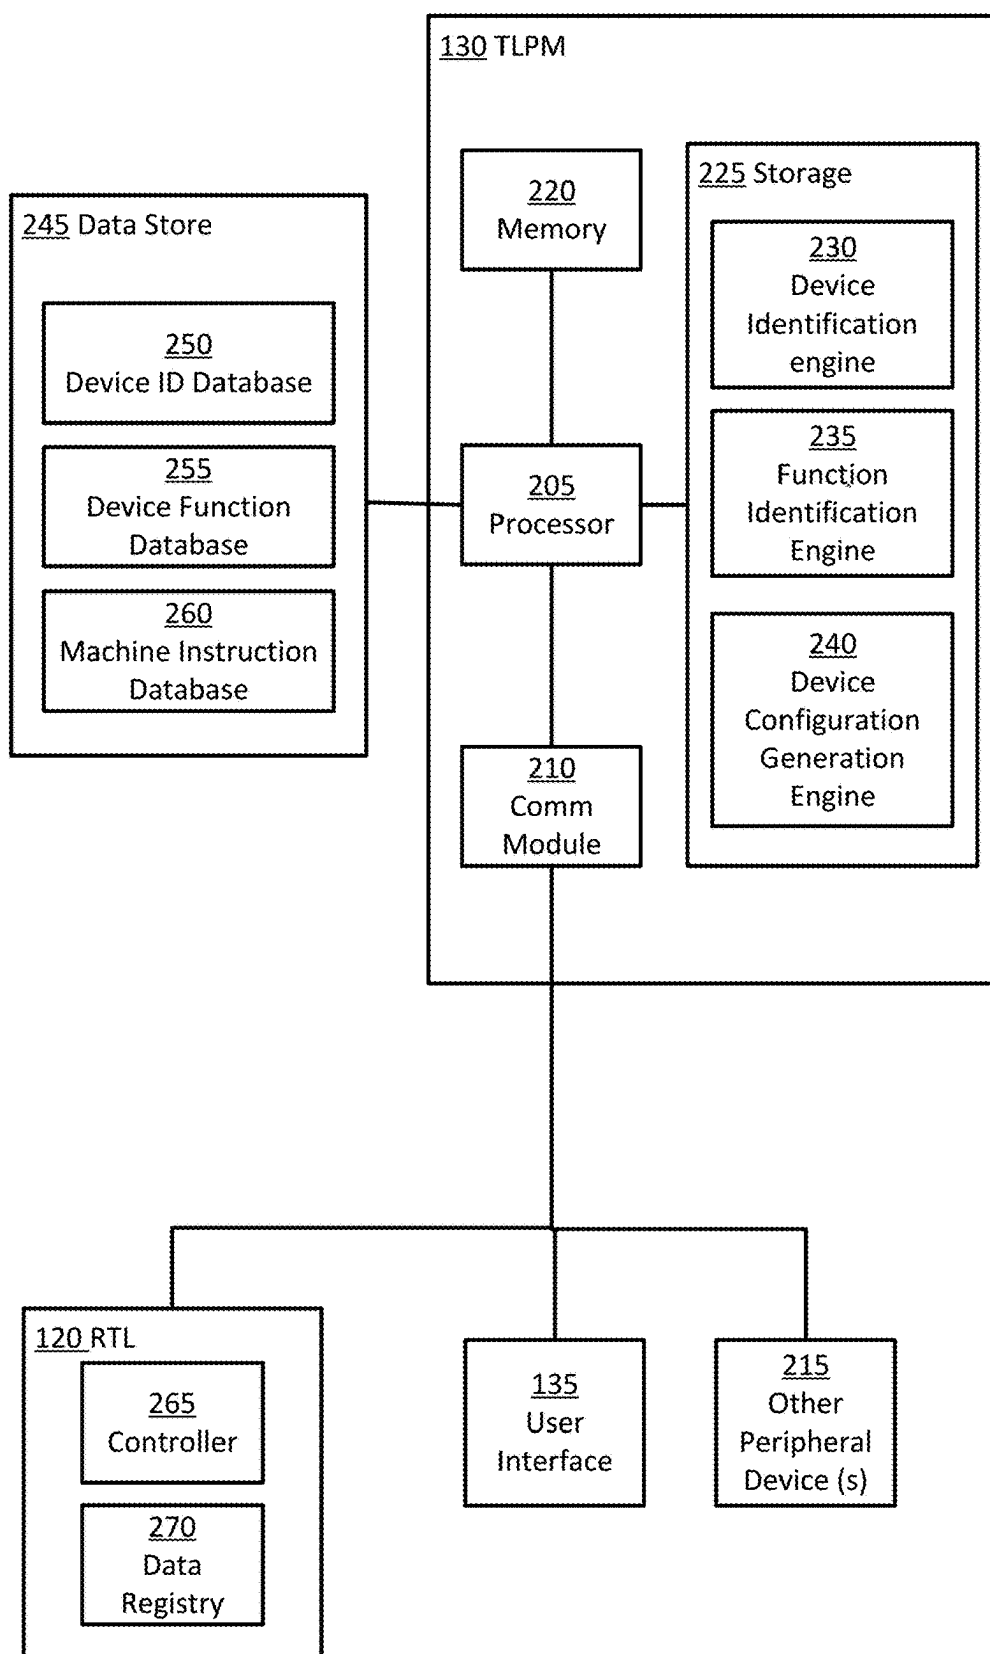 130 TLPM
220
Memory
225 Storage
230
Device
Identification
engine
235
Function
Identification
Engine
240
Device
Configuration
Generation
Engine
205
Processor
210
Comm
Module
245 Data Store
250
Device ID Database
255
Device Function
Database
260
Machine Instruction
Database
120 RTL
265
Controller
270
Data
Registry
135
User
Interface
215
Other
Peripheral
Device (s)